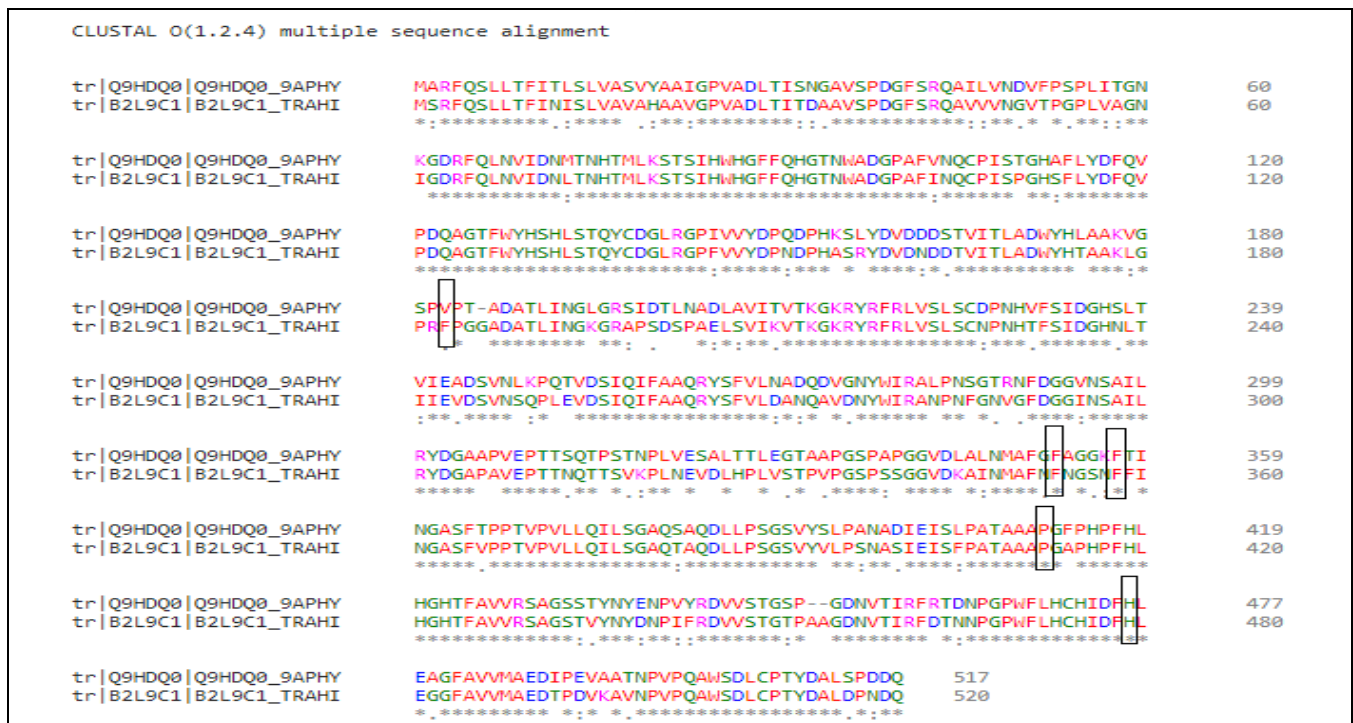 CLUSTAL O(1.2.4) multiple sequence alignment
tr|Q9HDQ0|Q9HDQ0_9APHY MARFQSLLTFITLSLVASVYAAIGPVADLTISNGAVSPDGFSRQAILVNDVFPSPLITGN 60
tr|B2L9C1|B2L9C1_TRAHI MSRFQSLLTFINISLVAVAHAAVGPVADLTITDAAVSPDGFSRQAVVVNGVTPGPLVAGN 60
*:*********.:**** .:**:********::.***********::**.* *.**::**
tr|Q9HDQ0|Q9HDQ0_9APHY KGDRFQLNVIDNMTNHTMLKSTSIHWHGFFQHGTNWADGPAFVNQCPISTGHAFLYDFQV 120
tr|B2L9C1|B2L9C1_TRAHI IGDRFQLNVIDNLTNHTMLKSTSIHWHGFFQHGTNWADGPAFINQCPISPGHSFLYDFQV 120
***********:*****************************:****** **:*******
tr|Q9HDQ0|Q9HDQ0_9APHY PDQAGTFWYHSHLSTQYCDGLRGPIVVYDPQDPHKSLYDVDDDSTVITLADWYHLAAKVG 180
tr|B2L9C1|B2L9C1_TRAHI PDQAGTFWYHSHLSTQYCDGLRGPFVVYDPNDPHASRYDVDNDDTVITLADWYHTAAKLG 180
************************:*****:*** * ****:*.********** ***:*
tr|Q9HDQ0|Q9HDQ0_9APHY SPVPT-ADATLINGLGRSIDTLNADLAVITVTKGKRYRFRLVSLSCDPNHVFSIDGHSLT 239
tr|B2L9C1|B2L9C1_TRAHI PRFPGGADATLINGKGRAPSDSPAELSVIKVTKGKRYRFRLVSLSCNPNHTFSIDGHNLT 240
.* ******** **: . *:*:**.****************:***.******.**
tr|Q9HDQ0|Q9HDQ0_9APHY VIEADSVNLKPQTVDSIQIFAAQRYSFVLNADQDVGNYWIRALPNSGTRNFDGGVNSAIL 299
tr|B2L9C1|B2L9C1_TRAHI IIEVDSVNSQPLEVDSIQIFAAQRYSFVLDANQAVDNYWIRANPNFGNVGFDGGINSAIL 300
:**.**** :* ****************:*:* *.****** ** *. .****:*****
tr|Q9HDQ0|Q9HDQ0_9APHY RYDGAAPVEPTTSQTPSTNPLVESALTTLEGTAAPGSPAPGGVDLALNMAFGFAGGKFTI 359
tr|B2L9C1|B2L9C1_TRAHI RYDGAPAVEPTTNQTTSVKPLNEVDLHPLVSTPVPGSPSSGGVDKAINMAFNFNGSNFFI 360
***** *****.** *.:** * * * .* .****: **** *:****.* *.:* *
tr|Q9HDQ0|Q9HDQ0_9APHY NGASFTPPTVPVLLQILSGAQSAQDLLPSGSVYSLPANADIEISLPATAAAPGFPHPFHL 419
tr|B2L9C1|B2L9C1_TRAHI NGASFVPPTVPVLLQILSGAQTAQDLLPSGSVYVLPSNASIEISFPATAAAPGAPHPFHL 420
*****.***************:*********** **:**.****:******** ******
tr|Q9HDQ0|Q9HDQ0_9APHY HGHTFAVVRSAGSSTYNYENPVYRDVVSTGSP--GDNVTIRFRTDNPGPWFLHCHIDFHL 477
tr|B2L9C1|B2L9C1_TRAHI HGHTFAVVRSAGSTVYNYDNPIFRDVVSTGTPAAGDNVTIRFDTNNPGPWFLHCHIDFHL 480
*************:.***:**::*******:* ******** *:***************
tr|Q9HDQ0|Q9HDQ0_9APHY EAGFAVVMAEDIPEVAATNPVPQAWSDLCPTYDALSPDDQ 517
tr|B2L9C1|B2L9C1_TRAHI EGGFAVVMAEDTPDVKAVNPVPQAWSDLCPTYDALDPNDQ 520
*.********* *:* *.*****************.*:**